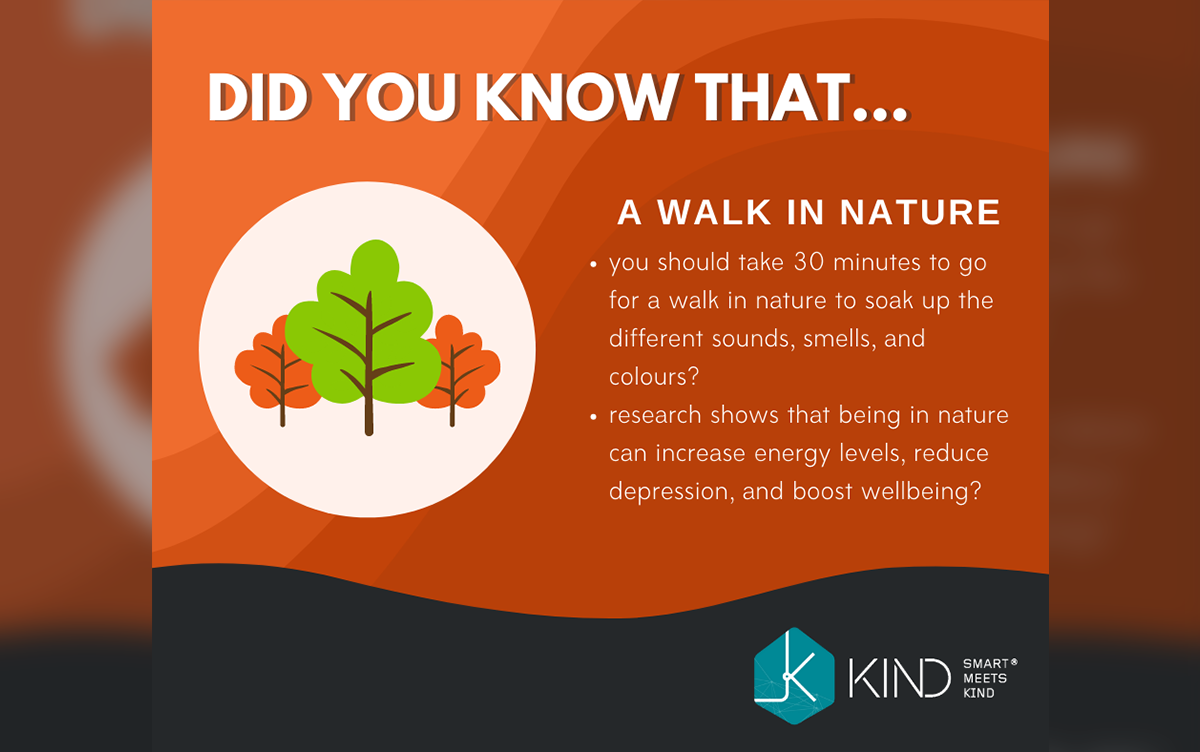 DID YOU KNOW THAT...
A WALK IN NATURE
• you should take 30 minutes to go
for a walk in nature to soak up the
different sounds, smells, and
colours?
• research shows that being in nature
can increase energy levels, reduce
depression, and boost wellbeing?
KIND
SMART®
MEETS
KIND